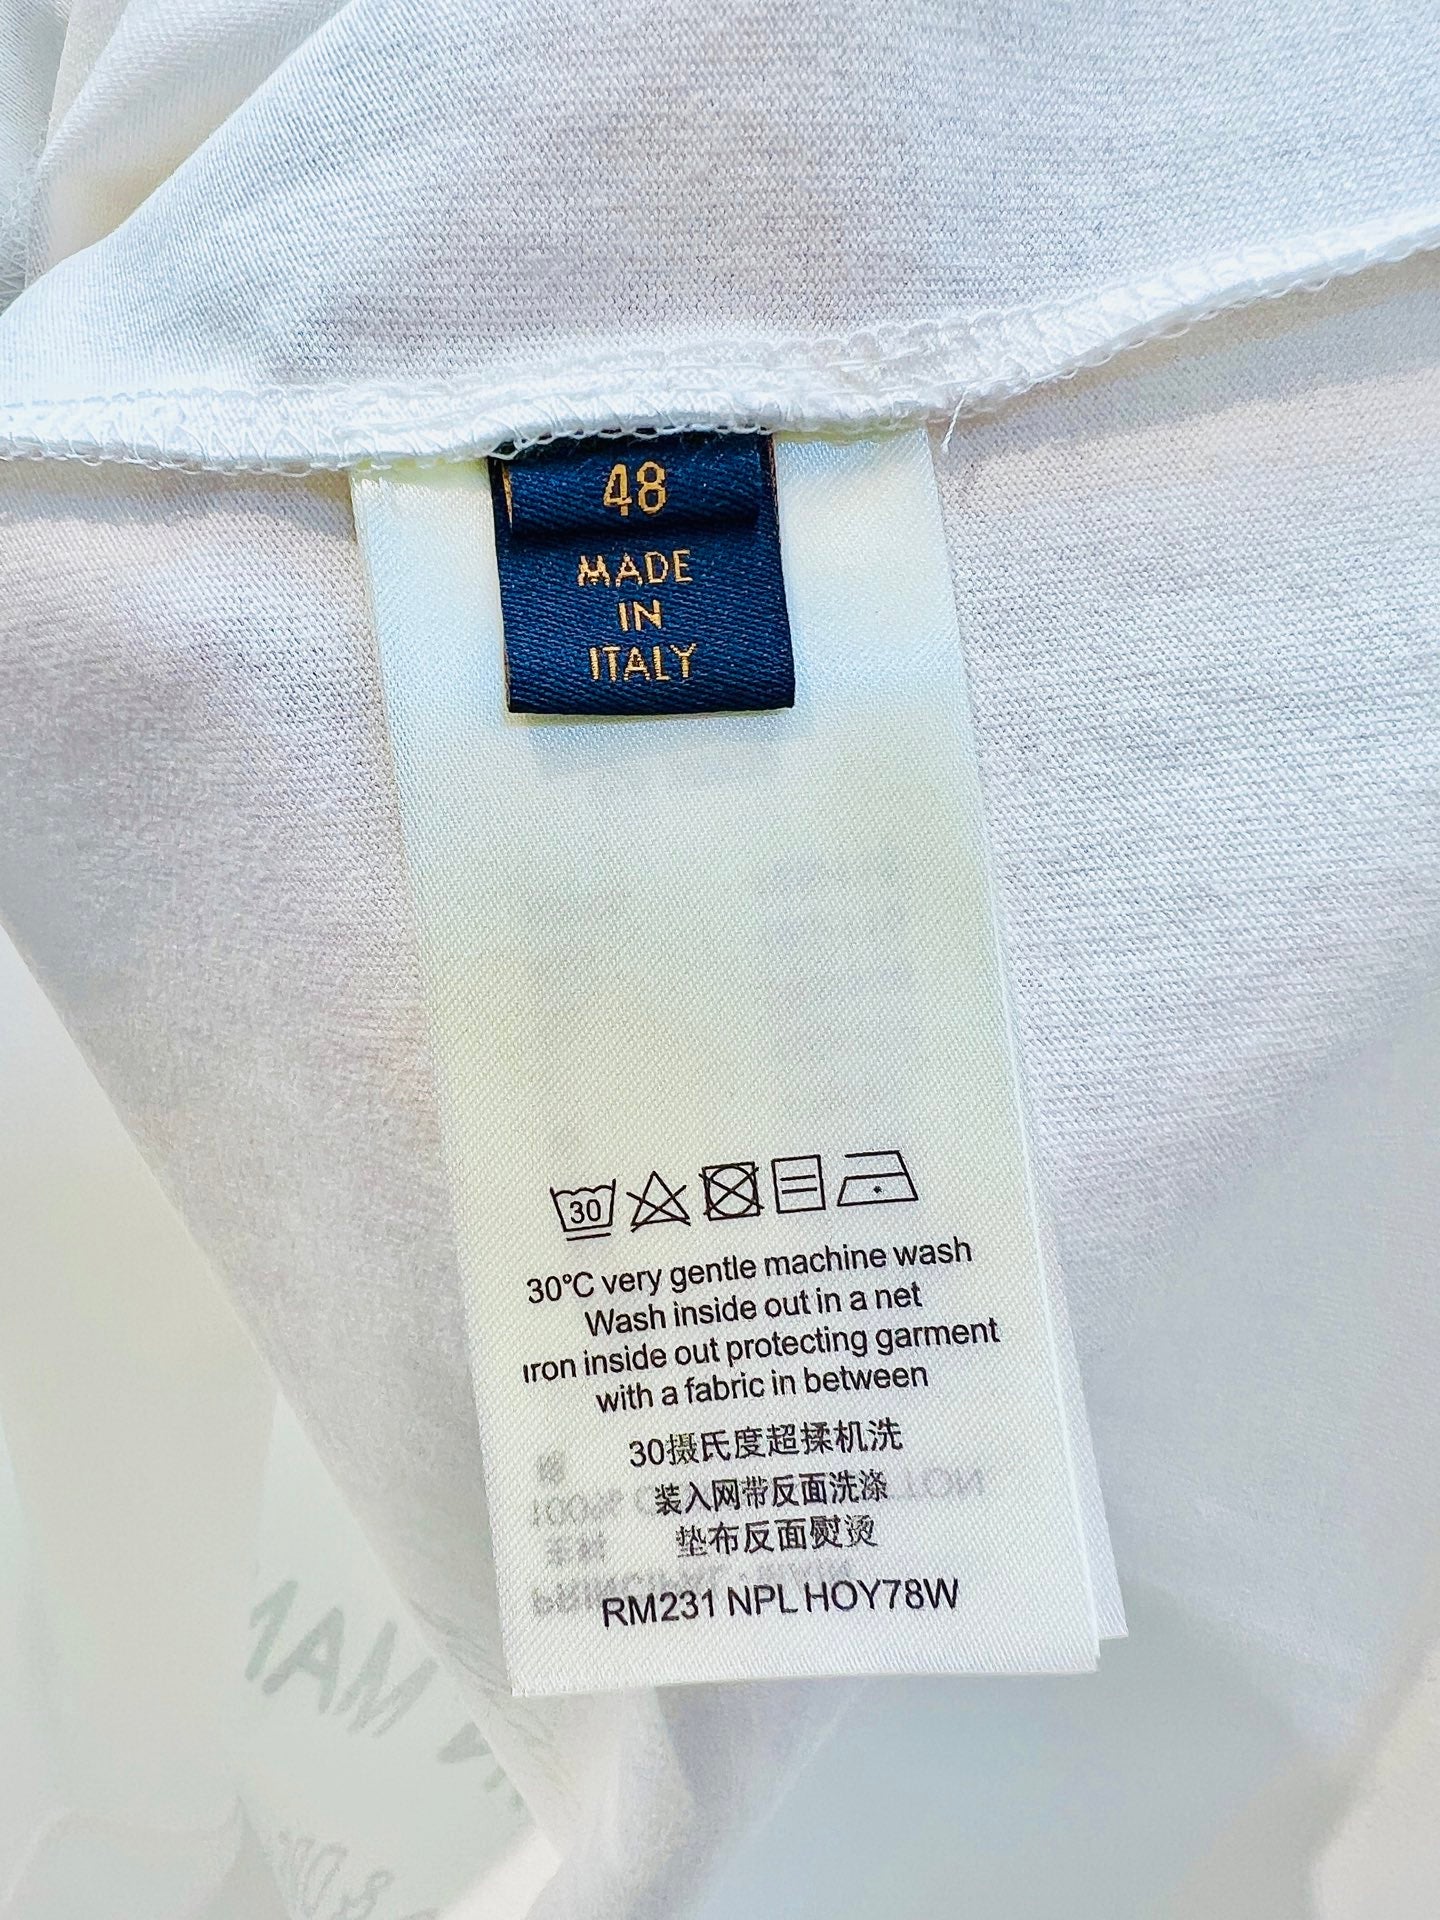 48
MADE
IN
ITALY
30
30°C very gentle machine wash
Wash inside out in a net
Iron inside out protecting garment
with a fabric in between
30摄氏度超揉机洗
装入网带反面洗涤
垫布反面熨烫
RM231 NPL HOY78W